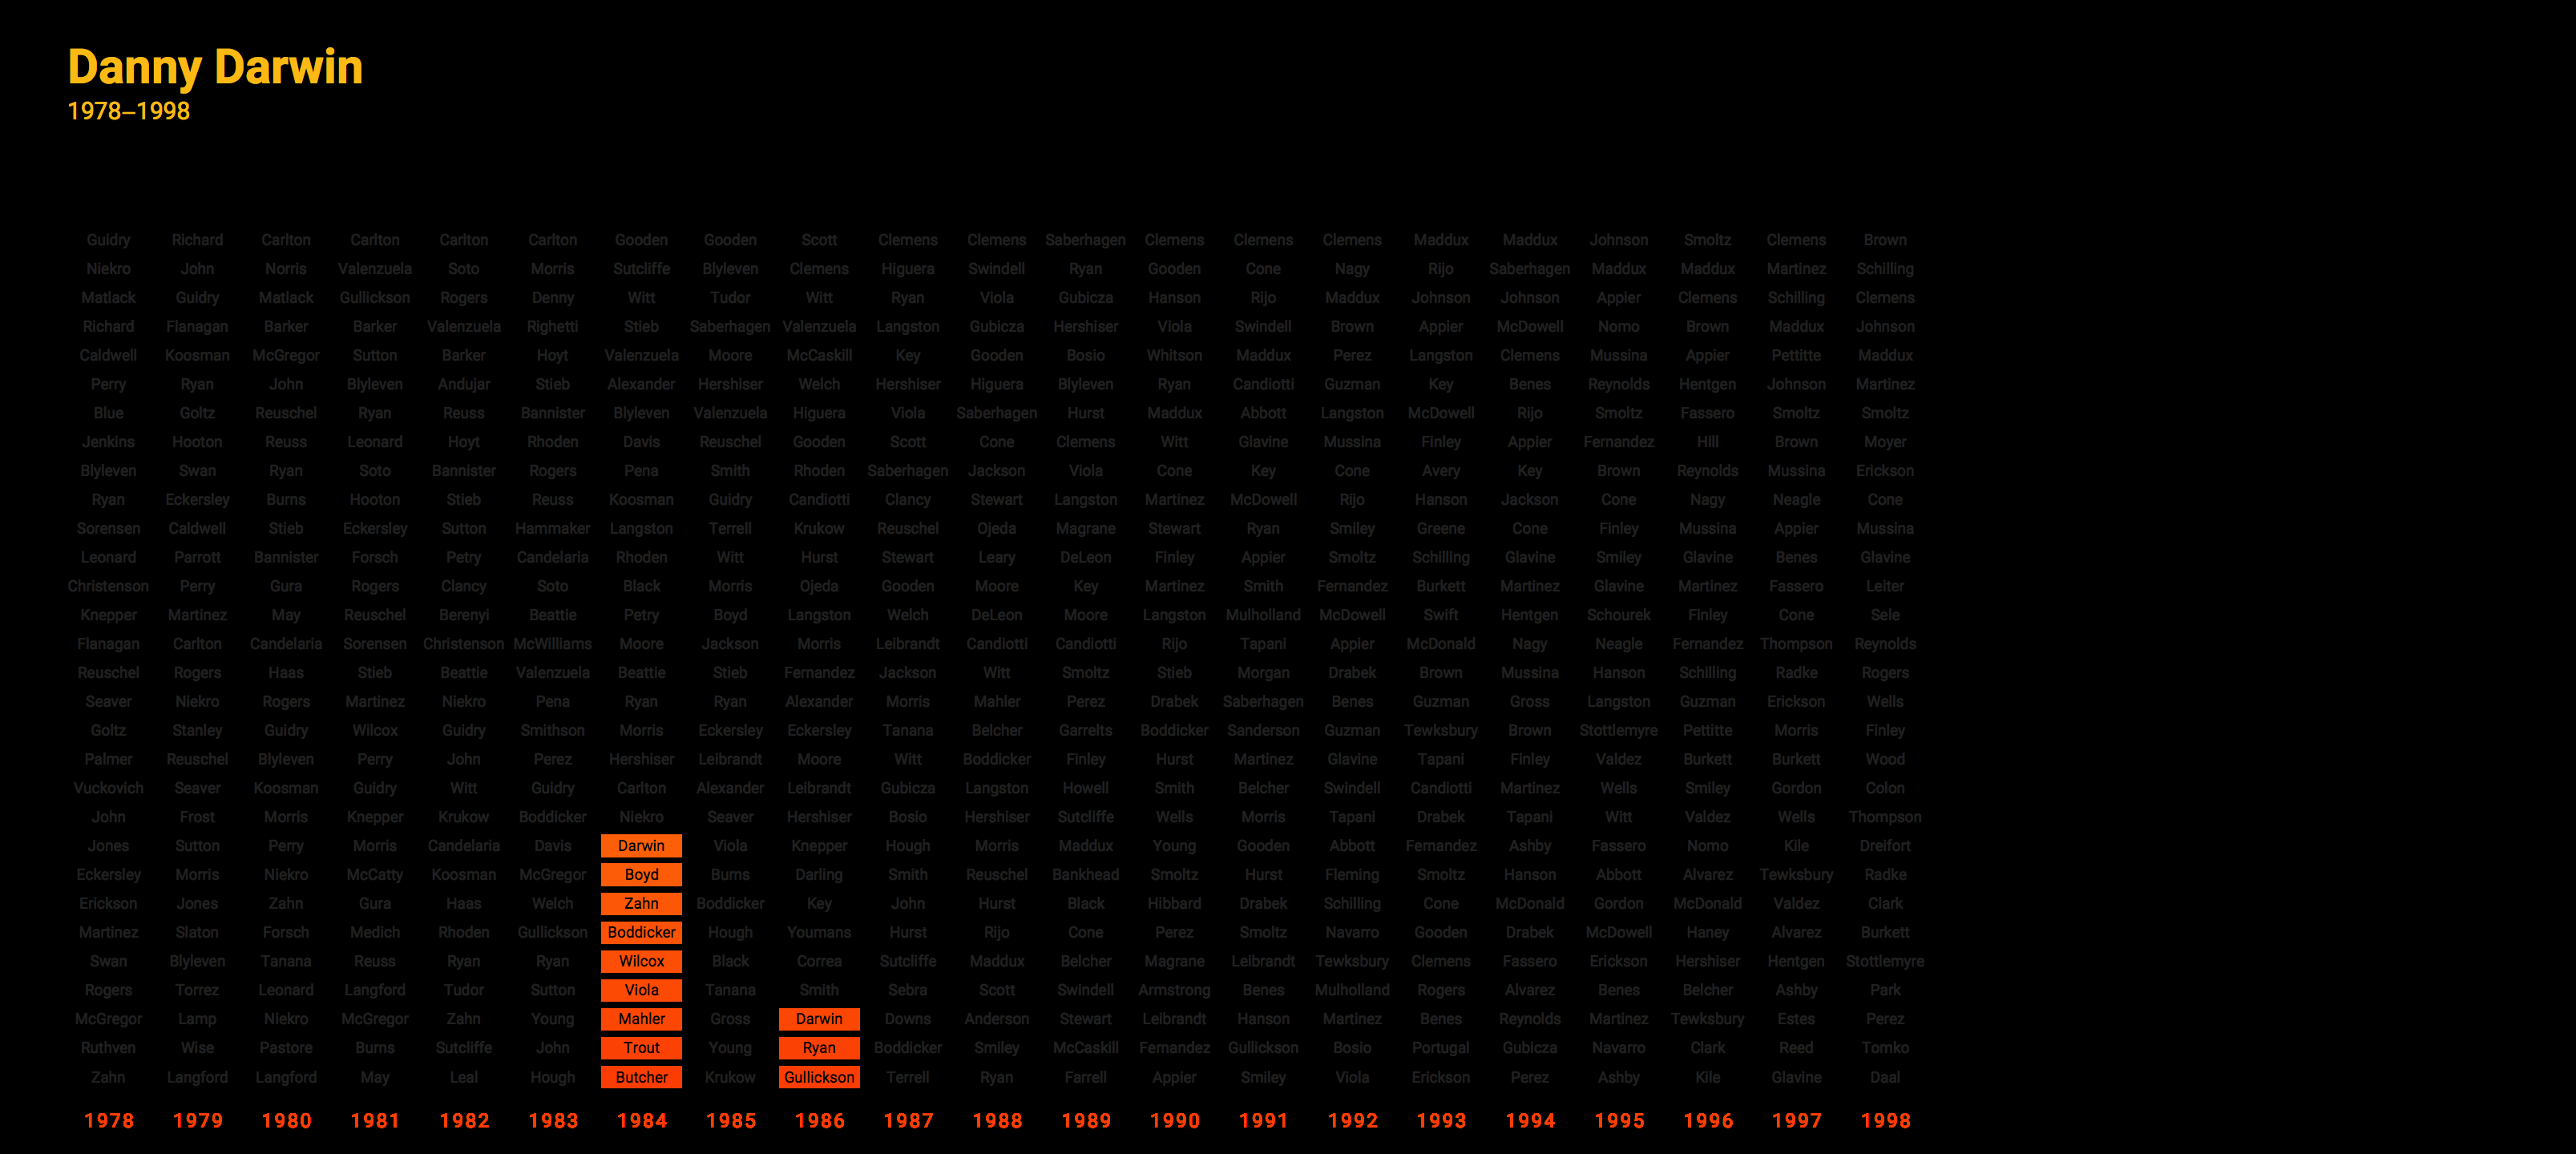 Danny Darwin
1978–1998
Guidry Richard Carlton Carlton Carlton Carlton Gooden Gooden Scott Clemens Clemens Saberhagen Clemens Clemens Clemens Maddux Maddux Johnson Smoltz Clemens Brown
Niekro John Norris Valenzuela Soto Morris Sutcliffe Blyleven Clemens Higuera Swindell Ryan Gooden Cone Nagy Rijo Saberhagen Maddux Maddux Martinez Schilling
Matlack Guidry Matlack Gullickson Rogers Denny Witt Tudor Witt Ryan Viola Gubicza Hanson Rijo Maddux Johnson Johnson Appier Clemens Schilling Clemens
Richard Flanagan Barker Barker Valenzuela Righetti Stieb Saberhagen Valenzuela Langston Gubicza Hershiser Viola Swindell Brown Appier McDowell Nomo Brown Maddux Johnson
Caldwell Koosman McGregor Sutton Barker Hoyt Valenzuela Moore McCaskill Key Gooden Bosio Whitson Maddux Perez Langston Clemens Mussina Appier Pettitte Maddux
Perry Ryan John Blyleven Andujar Stieb Alexander Hershiser Welch Hershiser Higuera Blyleven Ryan Candiotti Guzman Key Benes Reynolds Hentgen Johnson Martinez
Blue Goltz Reuschel Ryan Reuss Bannister Blyleven Valenzuela Higuera Viola Saberhagen Hurst Maddux Abbott Langston McDowell Rijo Smoltz Fassero Smoltz Smoltz
Jenkins Hooton Reuss Leonard Hoyt Rhoden Davis Reuschel Gooden Scott Cone Clemens Witt Glavine Mussina Finley Appier Fernandez Hill Brown Moyer
Blyleven Swan Ryan Soto Bannister Rogers Pena Smith Rhoden Saberhagen Jackson Viola Cone Key Cone Avery Key Brown Reynolds Mussina Erickson
Ryan Eckersley Burns Hooton Stieb Reuss Koosman Guidry Candiotti Clancy Stewart Langston Martinez McDowell Rijo Hanson Jackson Cone Nagy Neagle Cone
Sorensen Caldwell Stieb Eckersley Sutton Hammaker Langston Terrell Krukow Reuschel Ojeda Magrane Stewart Ryan Smiley Greene Cone Finley Mussina Appier Mussina
Leonard Parrott Bannister Forsch Petry Candelaria Rhoden Witt Hurst Stewart Leary DeLeon Finley Appier Smoltz Schilling Glavine Smiley Glavine Benes Glavine
Christenson Perry Gura Rogers Clancy Soto Black Morris Ojeda Gooden Moore Key Martinez Smith Fernandez Burkett Martinez Glavine Martinez Fassero Leiter
Knepper Martinez May Reuschel Berenyi Beattie Petry Boyd Langston Welch DeLeon Moore Langston Mulholland McDowell Swift Hentgen Schourek Finley Cone Sele
Flanagan Carlton Candelaria Sorensen Christenson McWilliams Moore Jackson Morris Leibrandt Candiotti Candiotti Rijo Tapani Appier McDonald Nagy Neagle Fernandez Thompson Reynolds
Reuschel Rogers Haas Stieb Beattie Valenzuela Beattie Stieb Fernandez Jackson Witt Smoltz Stieb Morgan Drabek Brown Mussina Hanson Schilling Radke Rogers
Seaver Niekro Rogers Martinez Niekro Pena Ryan Ryan Alexander Morris Mahler Perez Drabek Saberhagen Benes Guzman Gross Langston Guzman Erickson Wells
Goltz Stanley Guidry Wilcox Guidry Smithson Morris Eckersley Eckersley Tanana Belcher Garrelts Boddicker Sanderson Guzman Tewksbury Brown Stottlemyre Pettitte Morris Finley
Palmer Reuschel Blyleven Perry John Perez Hershiser Leibrandt Moore Witt Boddicker Finley Hurst Martinez Glavine Tapani Finley Valdez Burkett Burkett Wood
Vuckovich Seaver Koosman Guidry Witt Guidry Carlton Alexander Leibrandt Gubicza Langston Howell Smith Belcher Swindell Candiotti Martinez Wells Smiley Gordon Colon
John Frost Morris Knepper Krukow Boddicker Niekro Seaver Hershiser Bosio Hershiser Sutcliffe Wells Morris Tapani Drabek Tapani Witt Valdez Wells Thompson
Jones Sutton Perry Morris Candelaria Davis Darwin Viola Knepper Hough Morris Maddux Young Gooden Abbott Fernandez Ashby Fassero Nomo Kile Dreifort
Eckersley Morris Niekro McCatty Koosman McGregor Boyd Burns Darling Smith Reuschel Bankhead Smoltz Hurst Fleming Smoltz Hanson Abbott Alvarez Tewksbury Radke
Erickson Jones Zahn Gura Haas Welch Zahn Boddicker Key John Hurst Black Hibbard Drabek Schilling Cone McDonald Gordon McDonald Valdez Clark
Martinez Slaton Forsch Medich Rhoden Gullickson Boddicker Hough Youmans Hurst Rijo Cone Perez Smoltz Navarro Gooden Drabek McDowell Haney Alvarez Burkett
Swan Blyleven Tanana Reuss Ryan Ryan Wilcox Black Correa Sutcliffe Maddux Belcher Magrane Leibrandt Tewksbury Clemens Fassero Erickson Hershiser Hentgen Stottlemyre
Rogers Torrez Leonard Langford Tudor Sutton Viola Tanana Smith Sebra Scott Swindell Armstrong Benes Mulholland Rogers Alvarez Benes Belcher Ashby Park
McGregor Lamp Niekro McGregor Zahn Young Mahler Gross Darwin Downs Anderson Stewart Leibrandt Hanson Martinez Benes Reynolds Martinez Tewksbury Estes Perez
Ruthven Wise Pastore Burns Sutcliffe John Trout Young Ryan Boddicker Smiley McCaskill Fernandez Gullickson Bosio Portugal Gubicza Navarro Clark Reed Tomko
Zahn Langford Langford May Leal Hough Butcher Krukow Gullickson Terrell Ryan Farrell Appier Smiley Viola Erickson Perez Ashby Kile Glavine Daal
1978 1979 1980 1981 1982 1983 1984 1985 1986 1987 1988 1989 1990 1991 1992 1993 1994 1995 1996 1997 1998